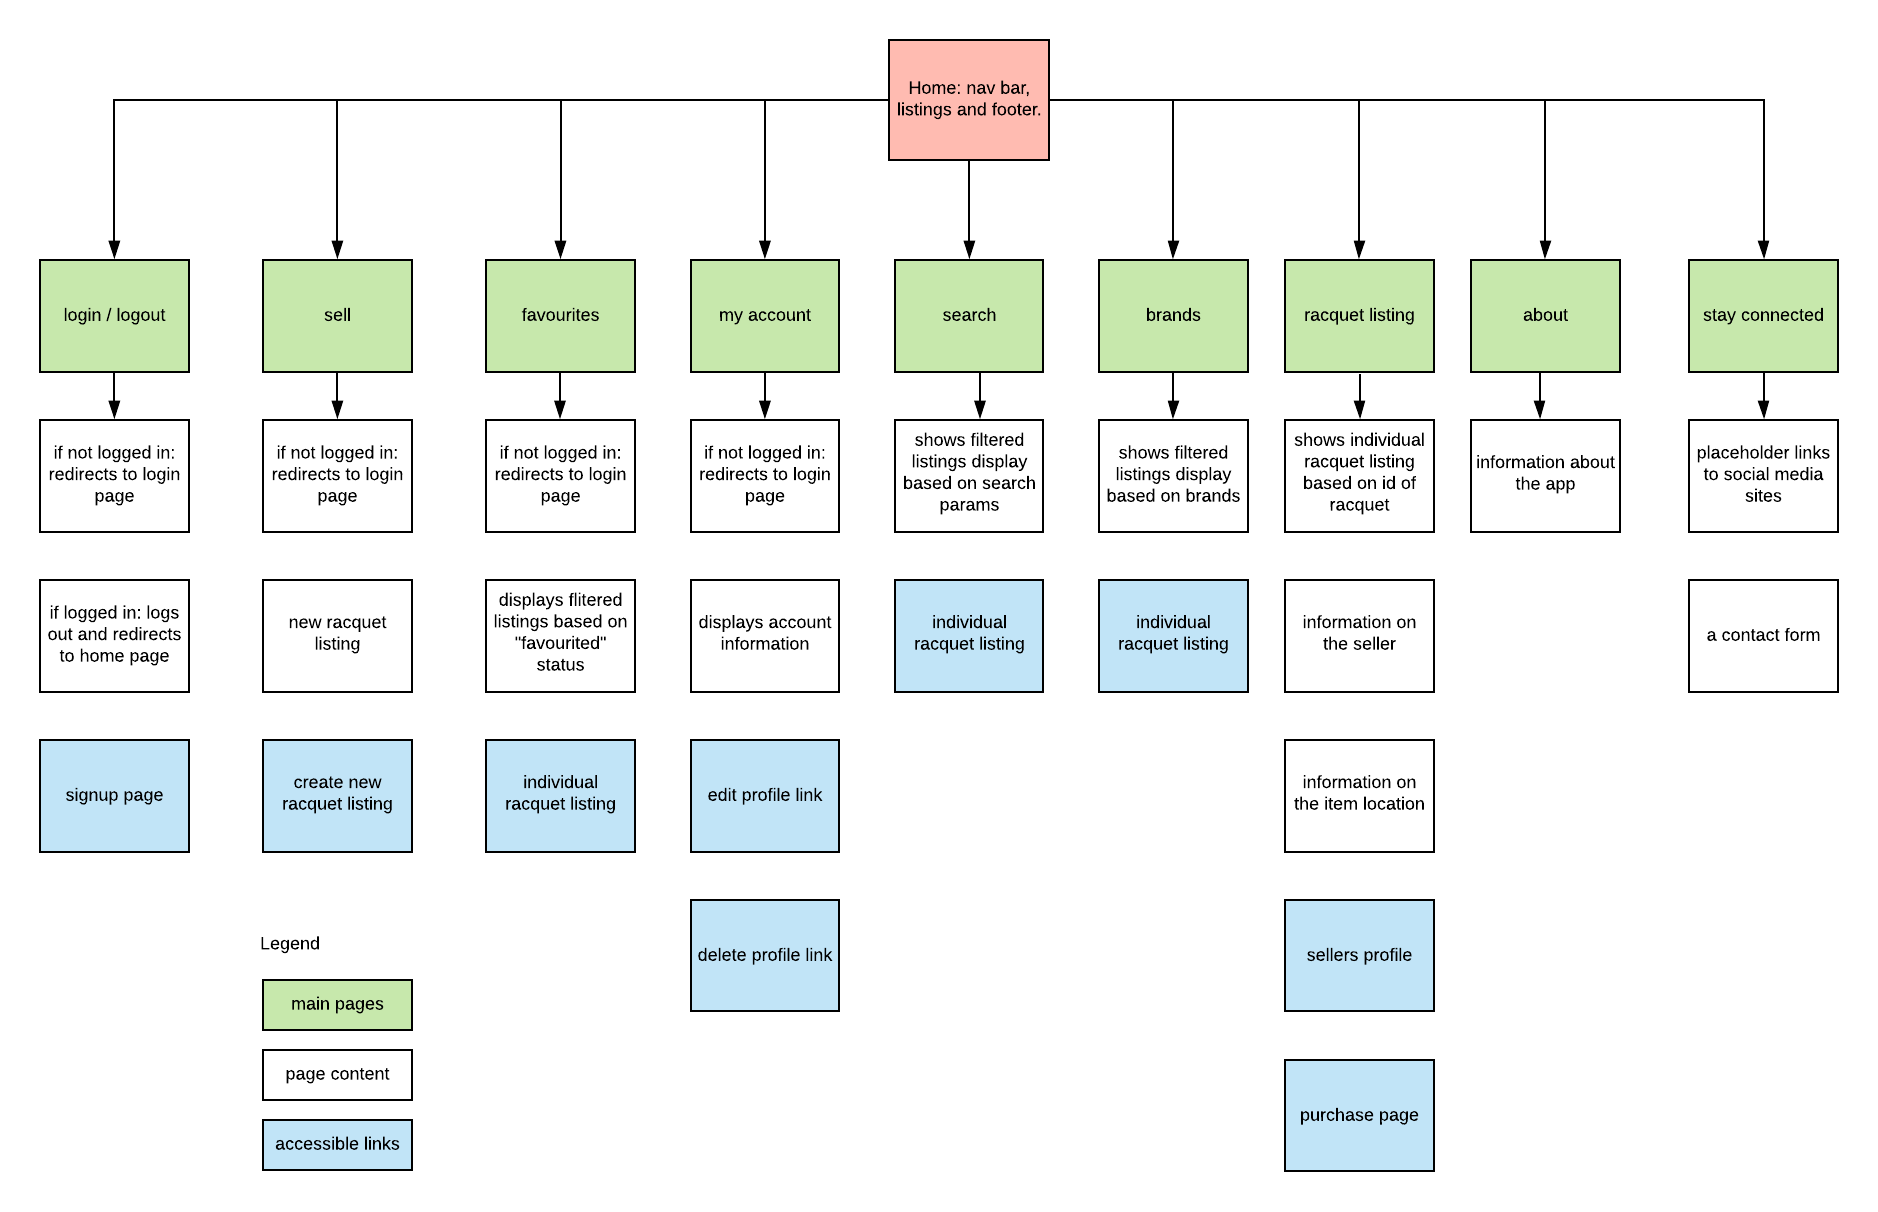 Home: nav bar,
listings and footer.
login / logout
sell
favourites
my account
search
brands
racquet listing
about
stay connected
if not logged in:
redirects to login
page
if not logged in:
redirects to login
page
if not logged in:
redirects to login
page
if not logged in:
redirects to login
page
shows filtered
listings display
based on search
params
shows filtered
listings display
based on brands
shows individual
racquet listing
based on id of
racquet
information about
the app
placeholder links
to social media
sites
if logged in: logs
out and redirects
to home page
new racquet
listing
displays flitered
listings based on
"favourited"
status
displays account
information
individual
racquet listing
individual
racquet listing
information on
the seller
a contact form
signup page
create new
racquet listing
individual
racquet listing
edit profile link
information on
the item location
delete profile link
sellers profile
purchase page
Legend
main pages
page content
accessible links